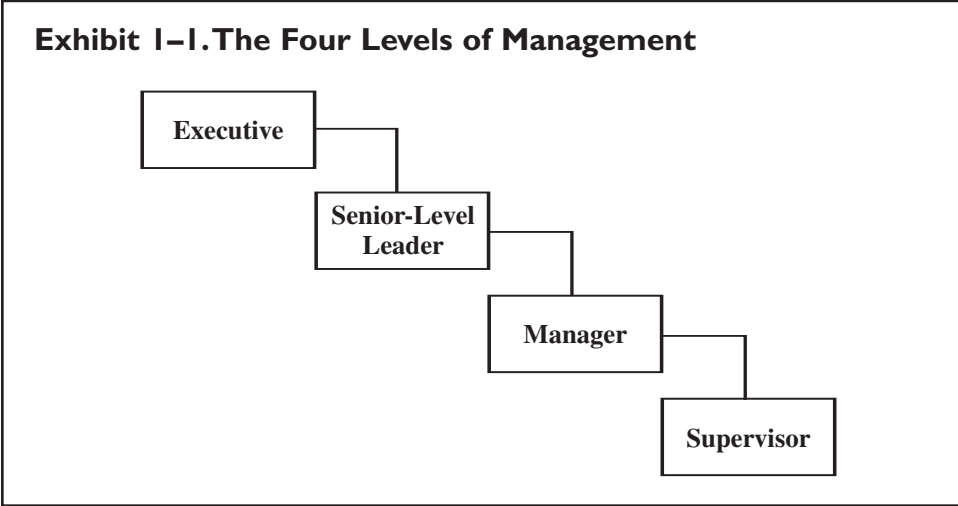 Exhibit 1–1. The Four Levels of Management
Executive
Senior-Level
Leader
Manager
Supervisor